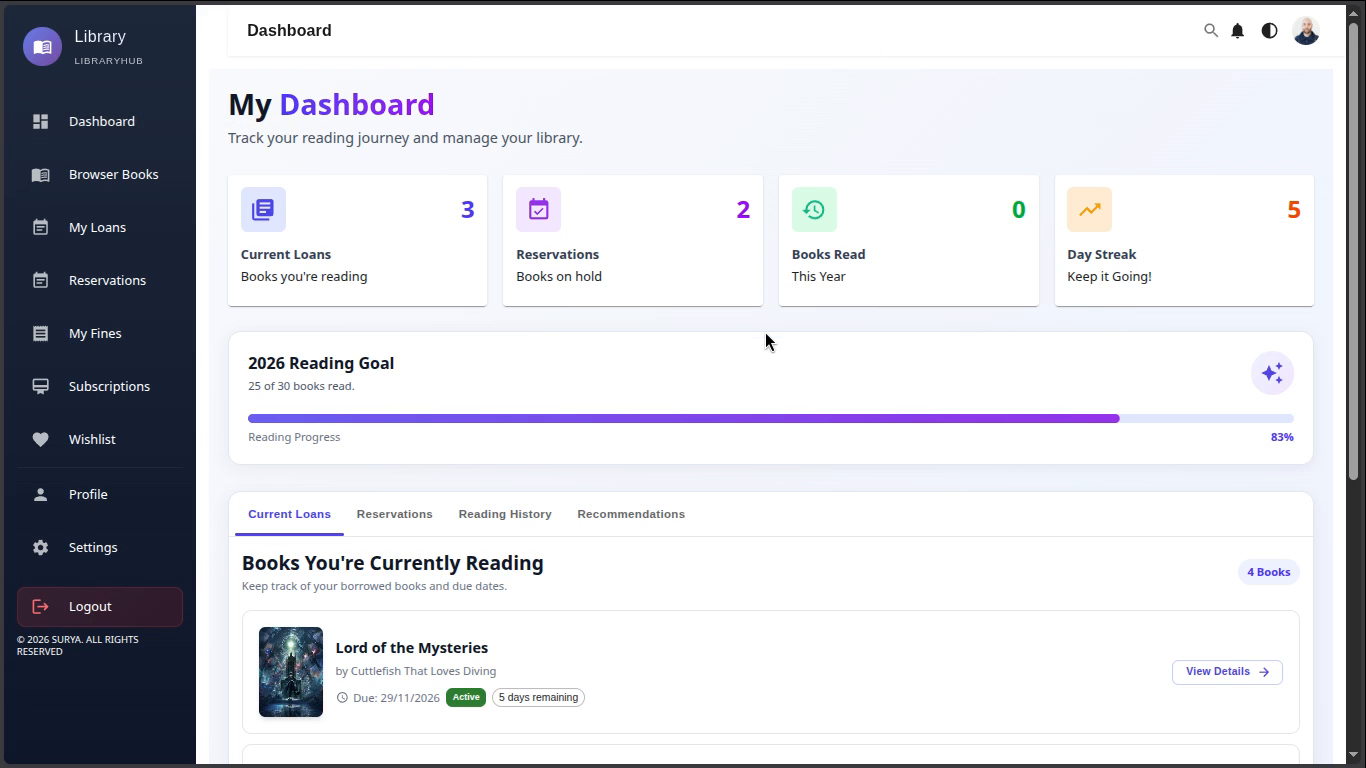 Library
LIBRARYHUB
Dashboard
Browser Books
My Loans
Reservations
My Fines
Subscriptions
Wishlist
Profile
Settings
Logout
© 2026 SURYA. ALL RIGHTS
RESERVED
Dashboard
My Dashboard
Track your reading journey and manage your library.
3
Current Loans
Books you're reading
2
Reservations
Books on hold
0
Books Read
This Year
5
Day Streak
Keep it Going!
2026 Reading Goal
25 of 30 books read.
Reading Progress 83%
Current Loans Reservations Reading History Recommendations
Books You're Currently Reading
Keep track of your borrowed books and due dates.
4 Books
Lord of the Mysteries
by Cuttlefish That Loves Diving
Due: 29/11/2026 Active 5 days remaining
View Details